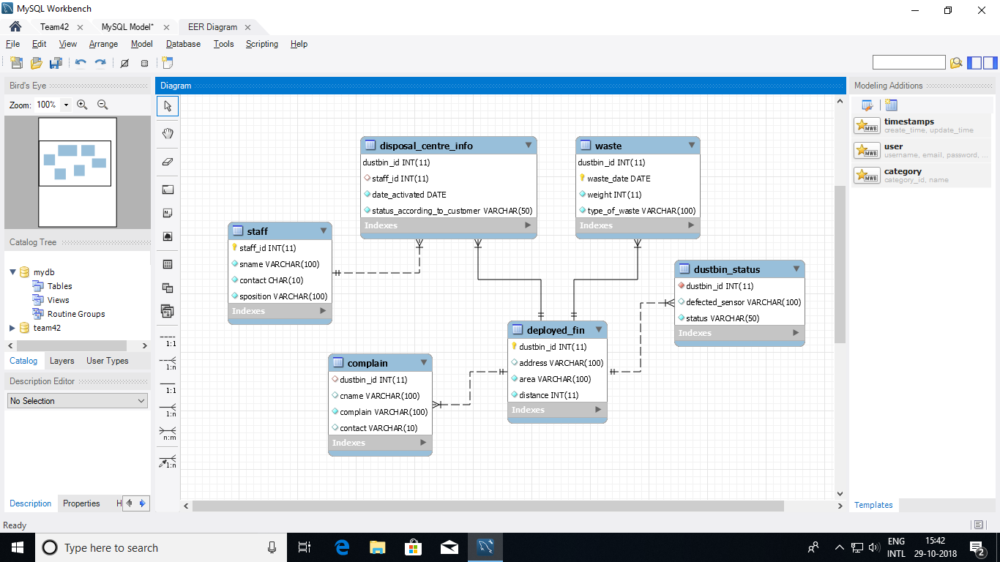 MySQL Workbench
Team42 MySQL Model* EER Diagram
File Edit View Arrange Model Database Tools Scripting Help
Bird's Eye
Zoom: 100%
Catalog Tree
mydb
Tables
Views
Routine Groups
team42
Catalog Layers User Types
Description Editor
No Selection
Description Properties H
Diagram
1:1
1:n
1:1
1:n
n:m
1:n
disposal_centre_info
dustbin_id INT(11)
staff_id INT(11)
date_activated DATE
status_according_to_customer VARCHAR(50)
Indexes
waste
dustbin_id INT(11)
waste_date DATE
weight INT(11)
type_of_waste VARCHAR(100)
Indexes
staff
staff_id INT(11)
sname VARCHAR(100)
contact CHAR(10)
sposition VARCHAR(100)
Indexes
dustbin_status
dustbin_id INT(11)
defected_sensor VARCHAR(100)
status VARCHAR(50)
Indexes
deployed_fin
dustbin_id INT(11)
address VARCHAR(100)
area VARCHAR(100)
distance INT(11)
Indexes
complain
dustbin_id INT(11)
cname VARCHAR(100)
complain VARCHAR(100)
contact VARCHAR(10)
Indexes
Modeling Additions
MWB
timestamps
create_time, update_time
MWB
user
username, email, password, ...
MWB
category
category_id, name
Templates
Ready
Type here to search
ENG
INTL
15:42
29-10-2018
2